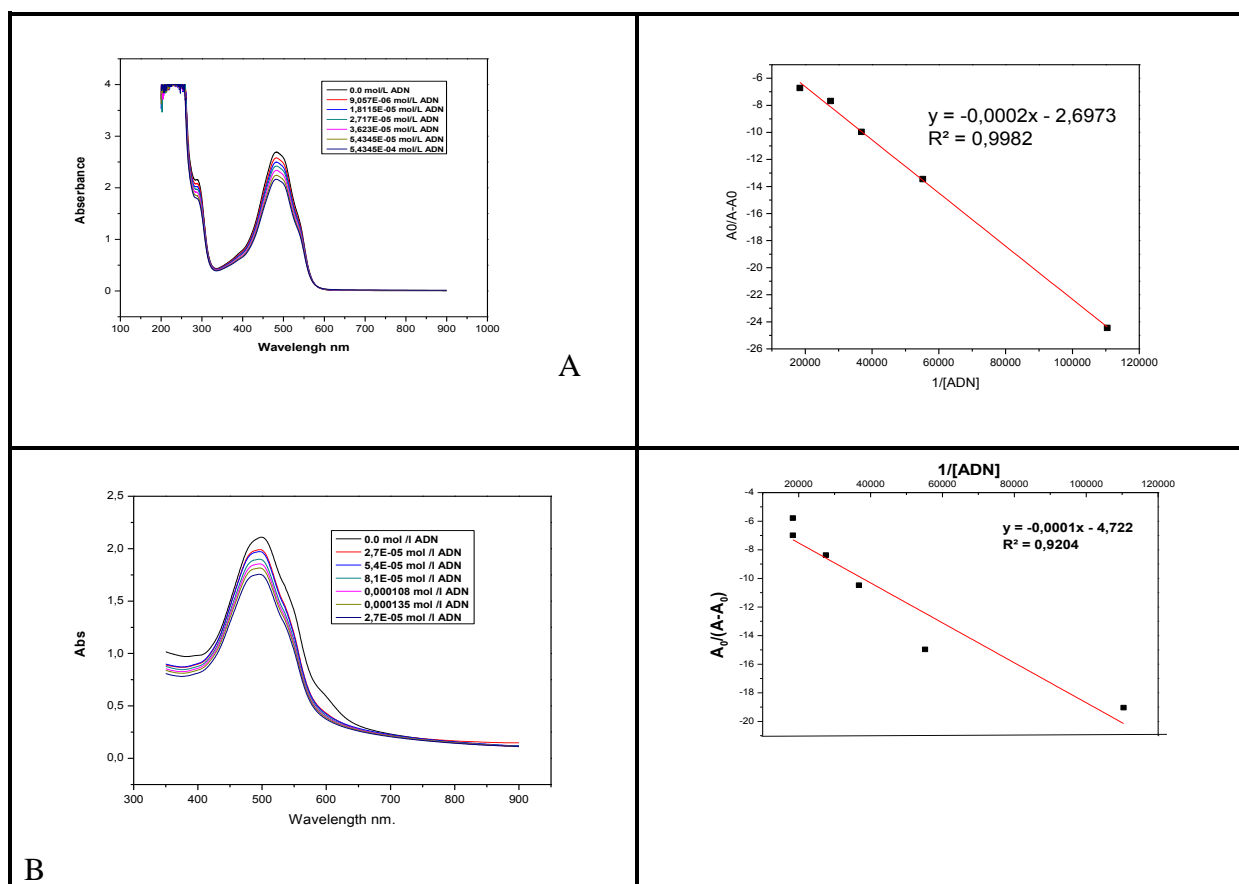 4
3
2
1
0
Abserbance
100 200 300 400 500 600 700 800 900 1000
Wavelengh nm
0.0 mol/L ADN
9,057E-06 mol/L ADN
1,8115E-05 mol/L ADN
2,717E-05 mol/L ADN
3,623E-05 mol/L ADN
5,4345E-05 mol/L ADN
5,4345E-04 mol/L ADN
A
-6
-8
-10
-12
-14
-16
-18
-20
-22
-24
-26
A0/A-A0
y = -0,0002x - 2,6973
R² = 0,9982
20000 40000 60000 80000 100000 120000
1/[ADN]
2,5
2,0
1,5
1,0
0,5
0,0
Abs
0.0 mol /l ADN
2,7E-05 mol /l ADN
5,4E-05 mol /l ADN
8,1E-05 mol /l ADN
0,000108 mol /l ADN
0,000135 mol /l ADN
2,7E-05 mol /l ADN
300 400 500 600 700 800 900
Wavelength nm.
B
1/[ADN]
20000 40000 60000 80000 100000 120000
-4
-6
-8
-10
-12
-14
-16
-18
-20
A₀/(A-A₀)
y = -0,0001x - 4,722
R² = 0,9204